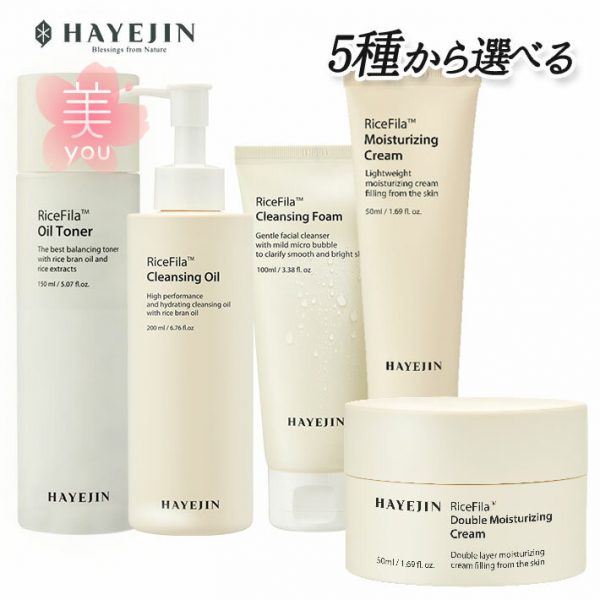 HAYEJIN
Blessings from Nature
5種から選べる
美
you
RiceFila™
Oil Toner
The best balancing toner
with rice bran oil and
rice extracts
150 ml / 5.07 fl.oz.
HAYEJIN
RiceFila™
Cleansing Oil
High performance
and hydrating cleansing oil
with rice bran oil
200 ml / 6.76 fl.oz
HAYEJIN
RiceFila™
Cleansing Foam
Gentle facial cleanser
with mild micro bubble
to clarify smooth and bright sk
100ml / 3.38 fl.oz.
HAYEJIN
RiceFila™
Moisturizing
Cream
Lightweight
moisturizing cream
filling from the skin
50ml / 1.69 fl.oz.
HAYEJIN
HAYEJIN
RiceFila™
Double Moisturizing
Cream
50ml / 1.69 fl.oz.
Double layer moisturizing
cream filling from the skin